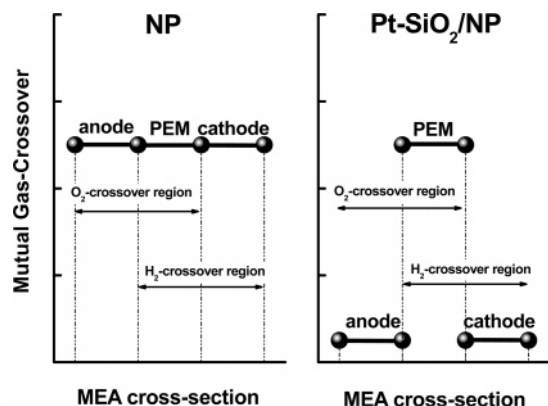 NP
Mutual Gas-Crossover
anode PEM cathode
O₂-crossover region
H₂-crossover region
MEA cross-section
Pt-SiO₂/NP
PEM
O₂-crossover region
H₂-crossover region
anode cathode
MEA cross-section